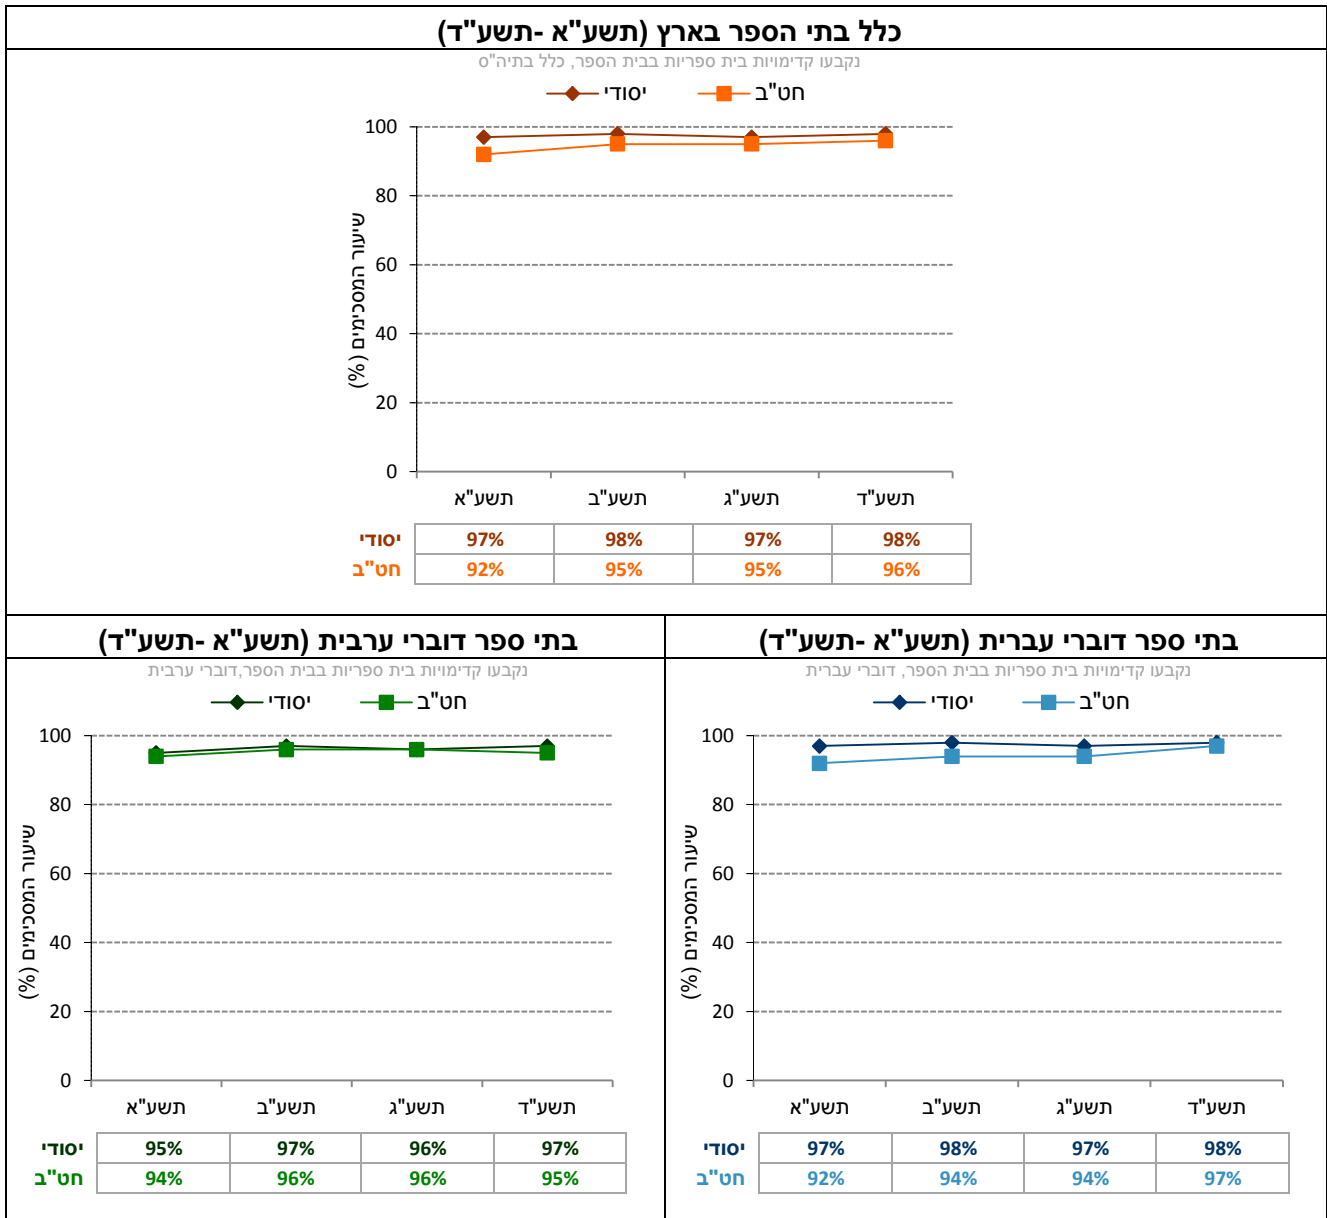 כלל בתי הספר בארץ (תשע"א -תשע"ד)
נקבעו קדימויות בית ספריות בבית הספר, כלל בתיה"ס
יסודי חט"ב
שיעור המסכימים (%)
100
80
60
40
20
0
תשע"א תשע"ב תשע"ג תשע"ד
יסודי 97% 98% 97% 98%
חט"ב 92% 95% 95% 96%
בתי ספר דוברי עברית (תשע"א -תשע"ד)
נקבעו קדימויות בית ספריות בבית הספר, דוברי עברית
יסודי חט"ב
שיעור המסכימים (%)
100
80
60
40
20
0
תשע"א תשע"ב תשע"ג תשע"ד
יסודי 97% 98% 97% 98%
חט"ב 92% 94% 94% 97%
בתי ספר דוברי ערבית (תשע"א -תשע"ד)
נקבעו קדימויות בית ספריות בבית הספר,דוברי ערבית
יסודי חט"ב
שיעור המסכימים (%)
100
80
60
40
20
0
תשע"א תשע"ב תשע"ג תשע"ד
יסודי 95% 97% 96% 97%
חט"ב 94% 96% 96% 95%